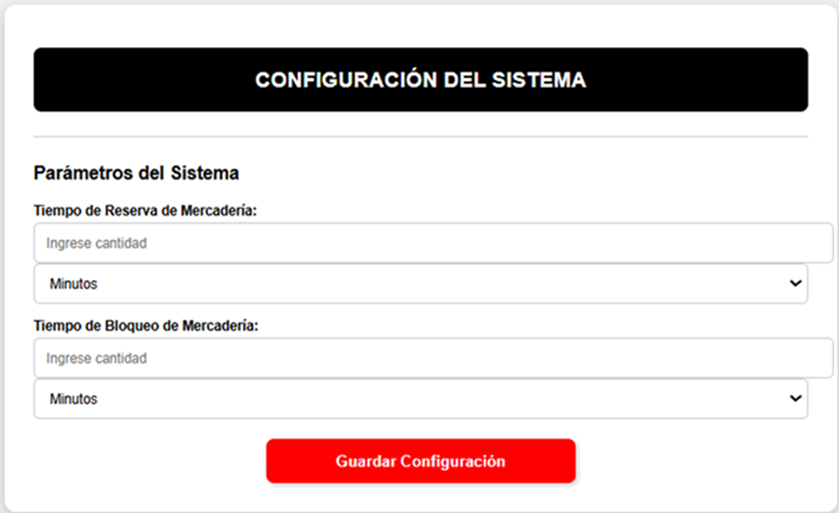 CONFIGURACIÓN DEL SISTEMA
Parámetros del Sistema
Tiempo de Reserva de Mercadería:
Ingrese cantidad
Minutos
Tiempo de Bloqueo de Mercadería:
Ingrese cantidad
Minutos
Guardar Configuración